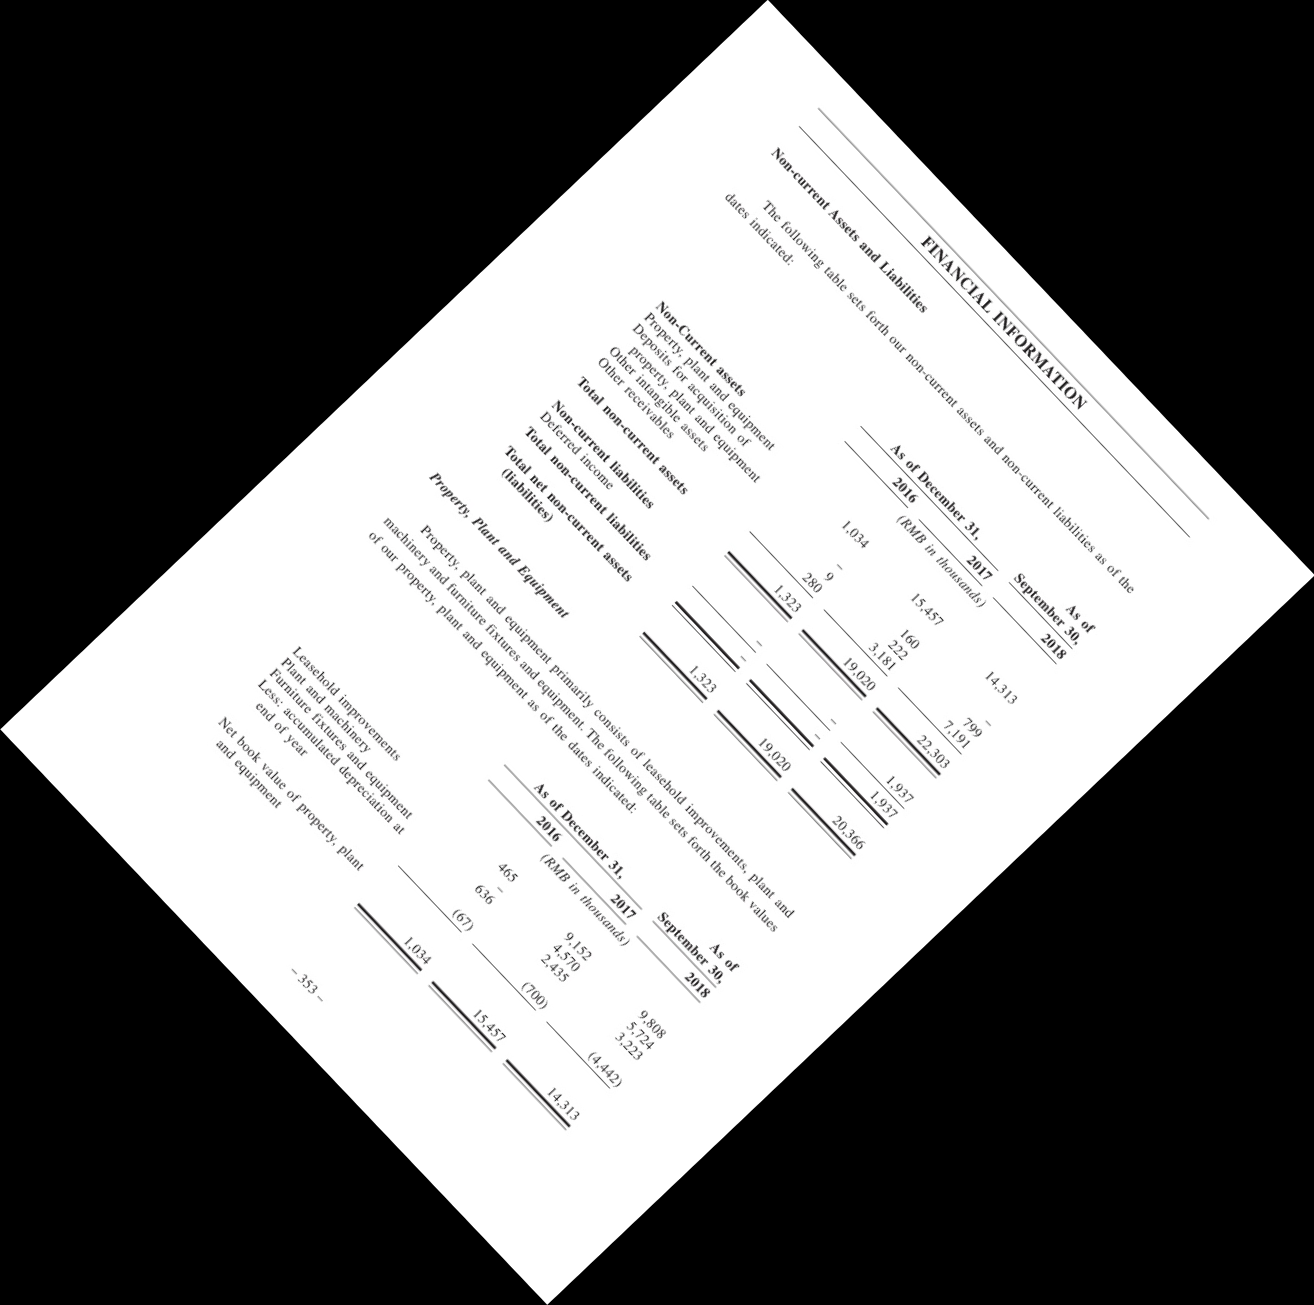 FINANCIAL INFORMATION
Non-current Assets and Liabilities
The following table sets forth our non-current assets and non-current liabilities as of the
dates indicated:
As of December 31, As of September 30,
2016 2017 2018
(RMB in thousands)
Non-Current assets
Property, plant and equipment 1,034 15,457 14,313
Deposits for acquisition of
property, plant and equipment – 160 –
Other intangible assets 9 222 799
Other receivables 280 3,181 7,191
Total non-current assets 1,323 19,020 22,303
Non-current liabilities
Deferred income – – 1,937
Total non-current liabilities – – 1,937
Total net non-current assets
(liabilities) 1,323 19,020 20,366
Property, Plant and Equipment
Property, plant and equipment primarily consists of leasehold improvements, plant and
machinery and furniture fixtures and equipment. The following table sets forth the book values
of our property, plant and equipment as of the dates indicated:
As of December 31, As of September 30,
2016 2017 2018
(RMB in thousands)
Leasehold improvements 465 9,152 9,808
Plant and machinery – 4,570 5,724
Furniture fixtures and equipment 636 2,435 3,223
Less: accumulated depreciation at
end of year (67) (700) (4,442)
Net book value of property, plant
and equipment 1,034 15,457 14,313
– 353 –